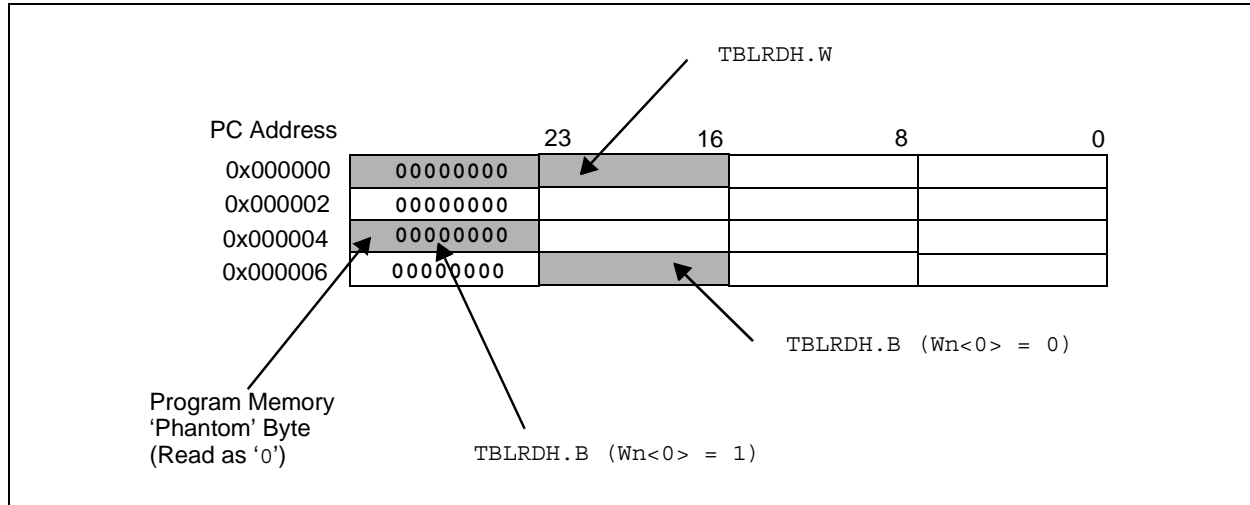 TBLRDH.W
PC Address
23 16 8 0
0x000000 00000000
0x000002 00000000
0x000004 00000000
0x000006 00000000
TBLRDH.B (Wn<0> = 0)
Program Memory
‘Phantom’ Byte
(Read as ‘0’)
TBLRDH.B (Wn<0> = 1)